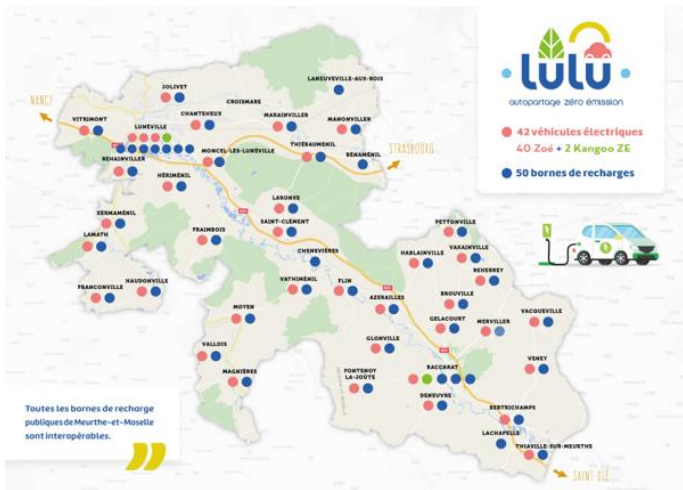 LULU
autopartage zéro émission
42 véhicules électriques
40 Zoé + 2 Kangoo ZE
50 bornes de recharges
NANCY
STRASBOURG
SAINT-DIÉ
LANEUVEVILLE-AUX-BOIS
JOLIVET
CROISMARE
VITRIMONT
LUNÉVILLE
CHANTEHEUX
MARAINVILLER
MANONVILLER
REHAINVILLER
MONCEL-LÈS-LUNÉVILLE
THIÉBAUMÉNIL
BÉNAMÉNIL
HÉRIMÉNIL
LARONXE
XERMAMÉNIL
FRAIMBOIS
SAINT-CLÉMENT
PETTONVILLE
LAMATH
CHENEVIÈRES
HABLAINVILLE
VAXAINVILLE
FRANCONVILLE
HAUDONVILLE
VATHIMÉNIL
FLIN
REHERREY
AZERAILLES
BROUVILLE
MOYEN
GELACOURT
MERVILLER
VACQUEVILLE
VALLOIS
GLONVILLE
MAGNIÈRES
FONTENOY
LA-JOÛTE
BACCARAT
VENEY
DENEUVRE
BERTRICHAMPS
LACHAPELLE
THIAVILLE-SUR-MEURTHE
Toutes les bornes de recharge
publiques de Meurthe-et-Moselle
sont interopérables.